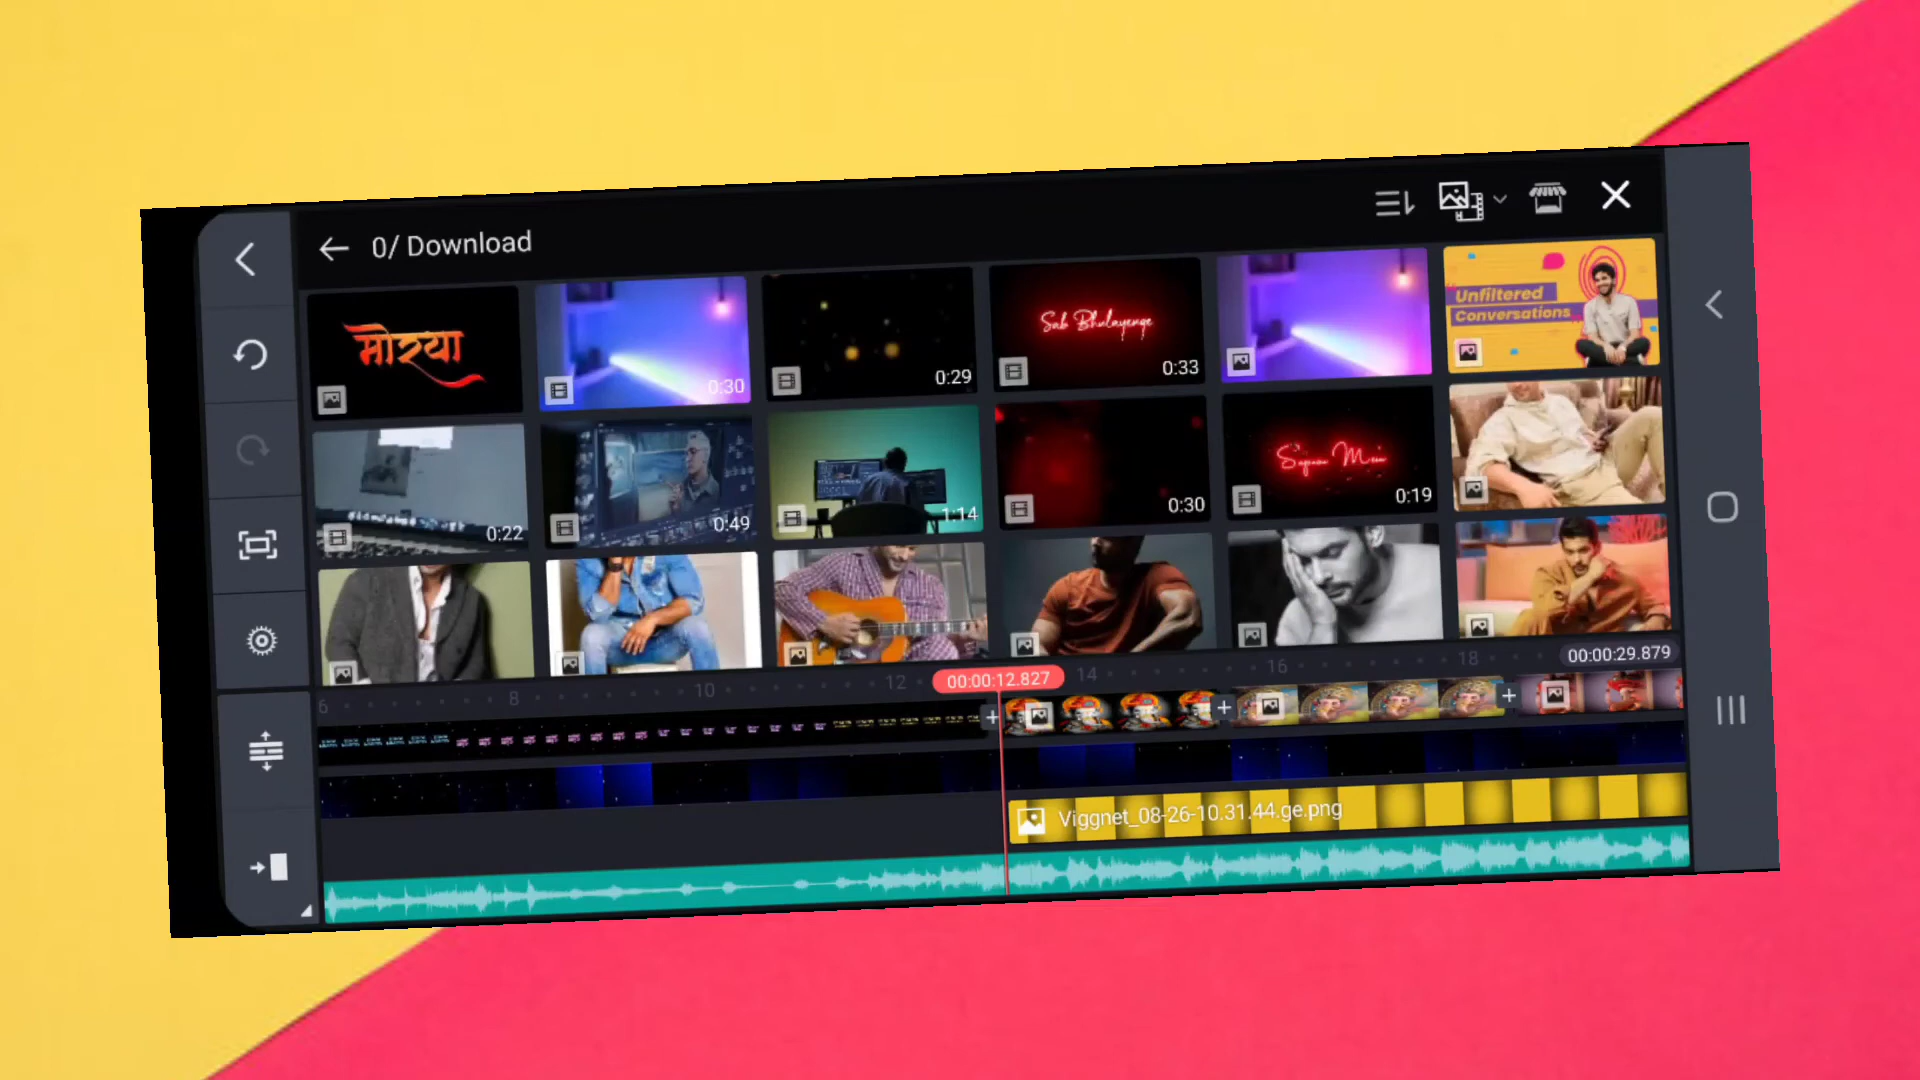 0/ Download
मोरया
0:30
0:29
Sab Bhulayenge
0:33
Unfiltered
Conversations
0:22
0:49
1:14
0:30
0:19
6
8
10
12
00:00:12.827
14
16
18
00:00:29.879
Viggnet_08-26-10.31.44.ge.png